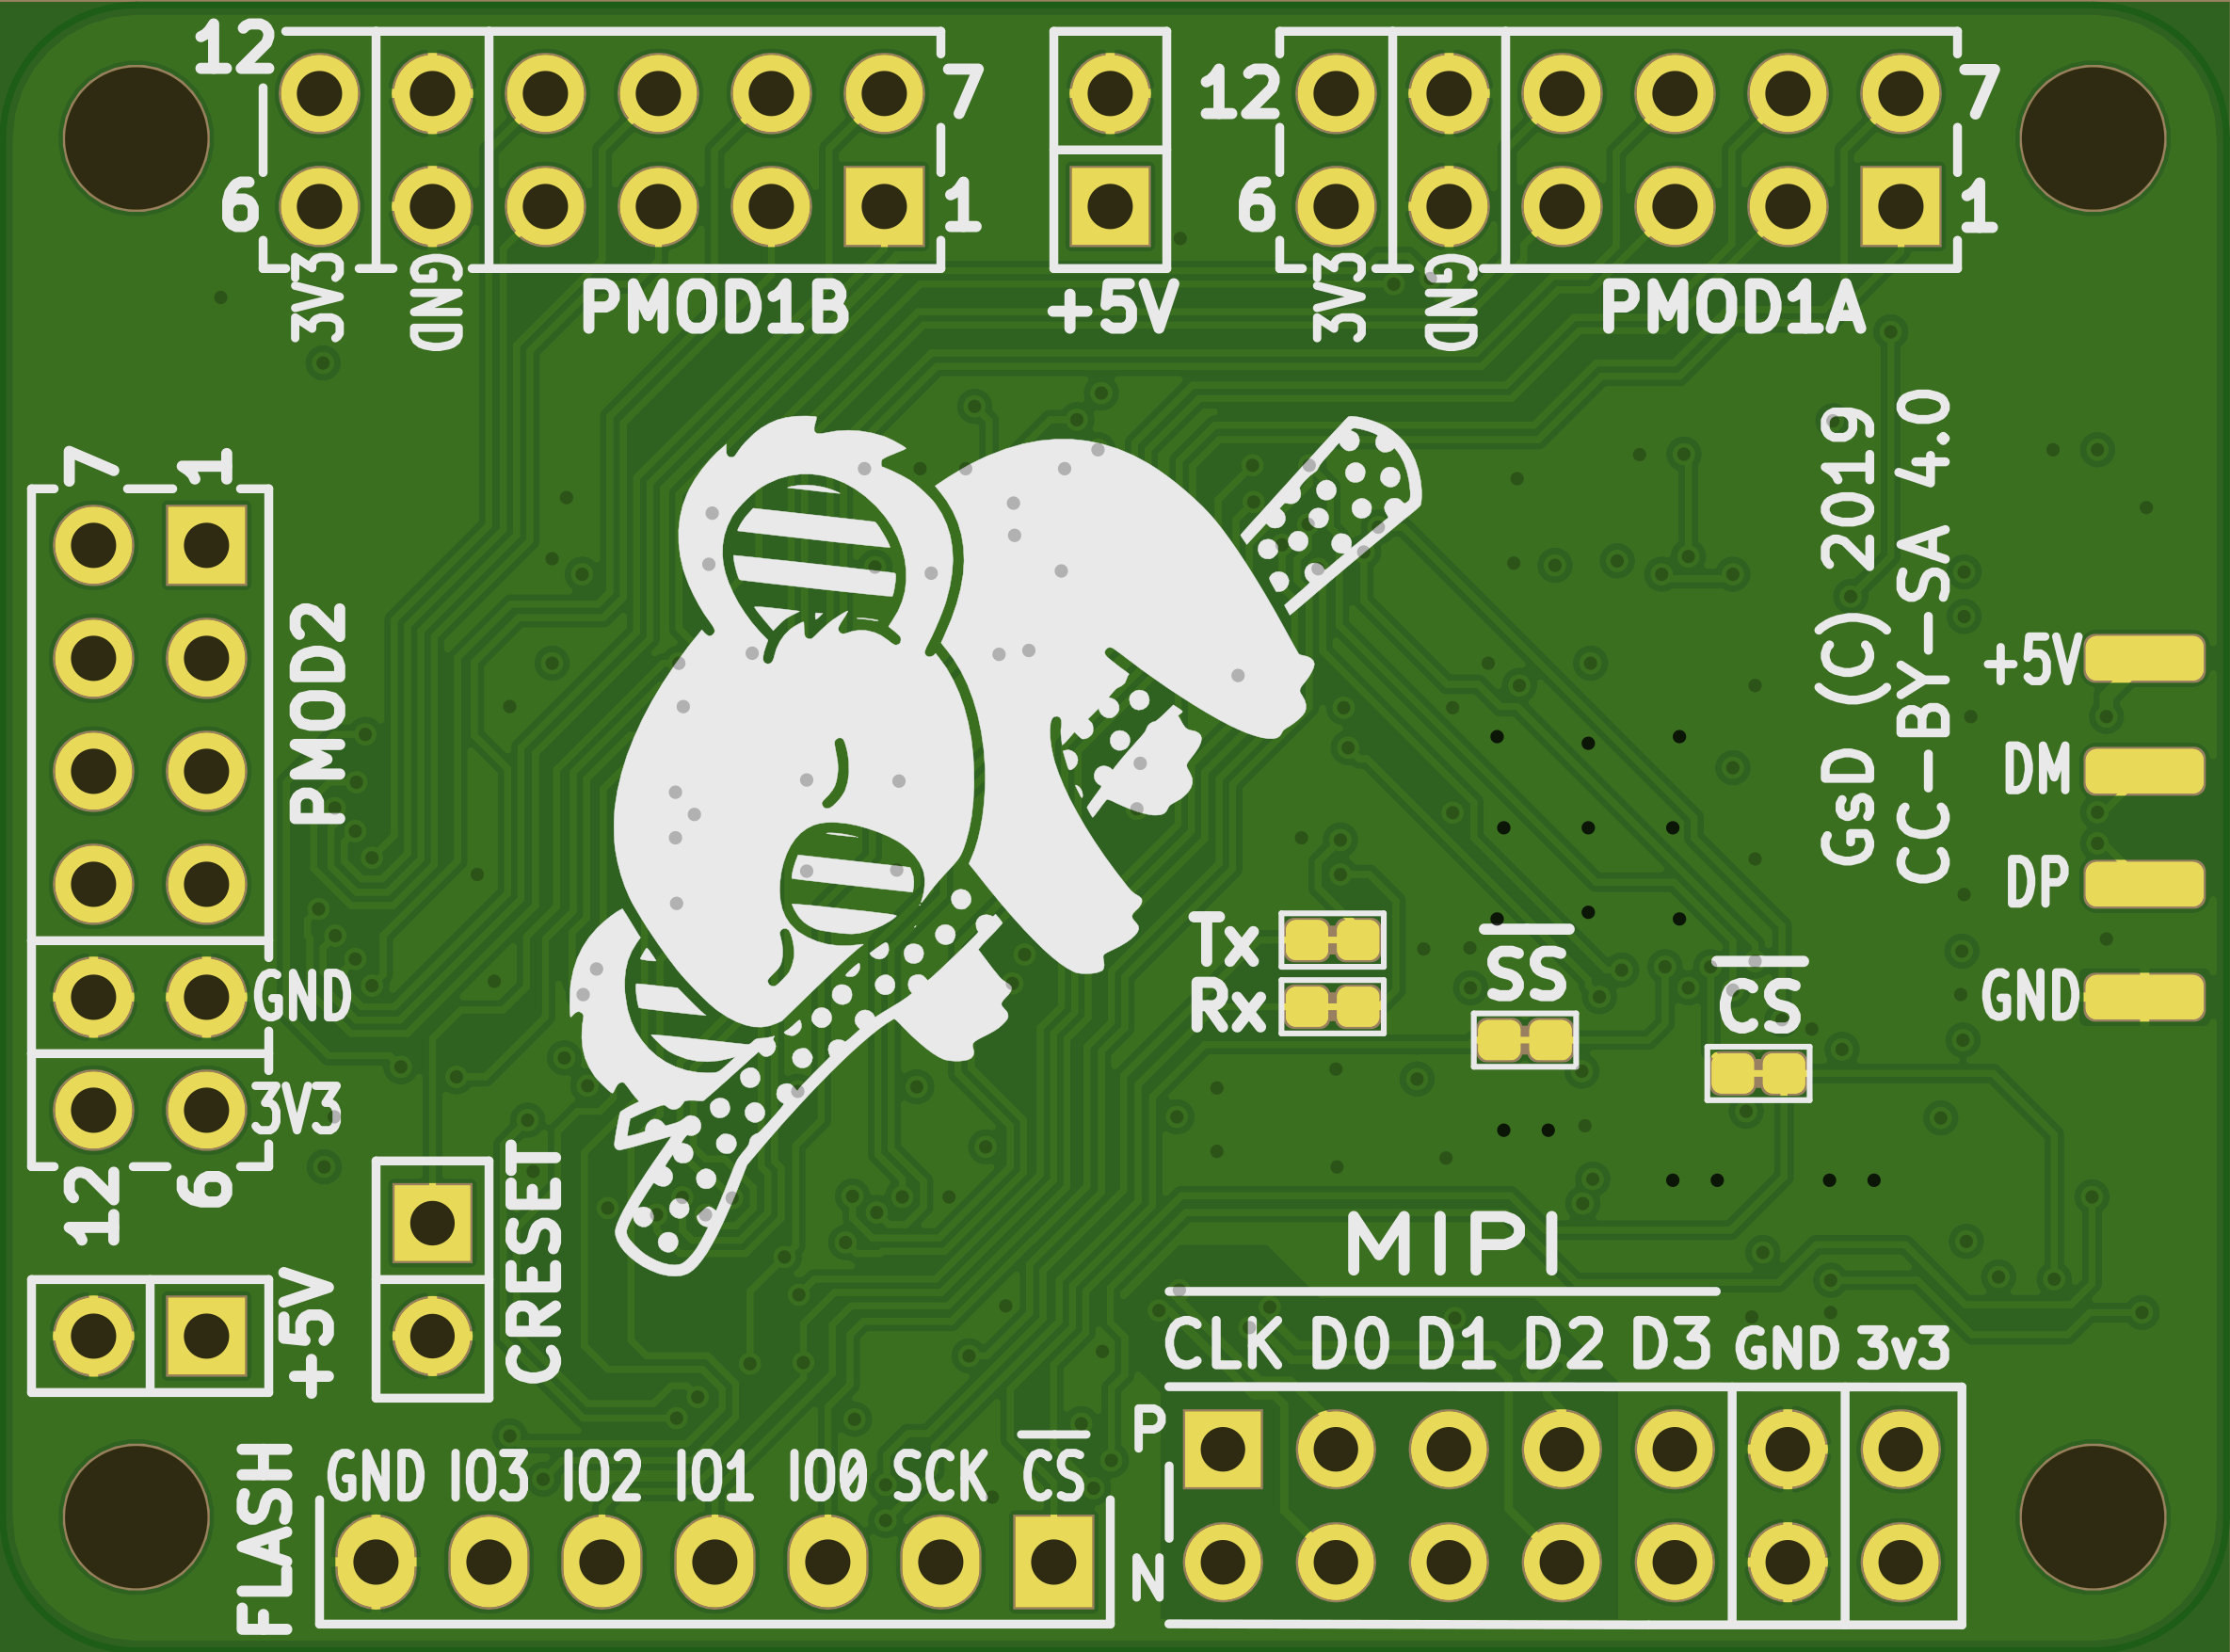 12
7
12
7
6
1
6
1
3V3
GND
PMOD1B
+5V
3V3
GND
PMOD1A
7
1
PMOD2
GND
3V3
12
6
+5V
CRESET
GsD (C) 2019
CC-BY-SA 4.0
+5V
DM
DP
GND
Tx
Rx
SS
CS
MIPI
CLK D0 D1 D2 D3 GND 3v3
P
N
FLASH
GND IO3 IO2 IO1 IO0 SCK CS